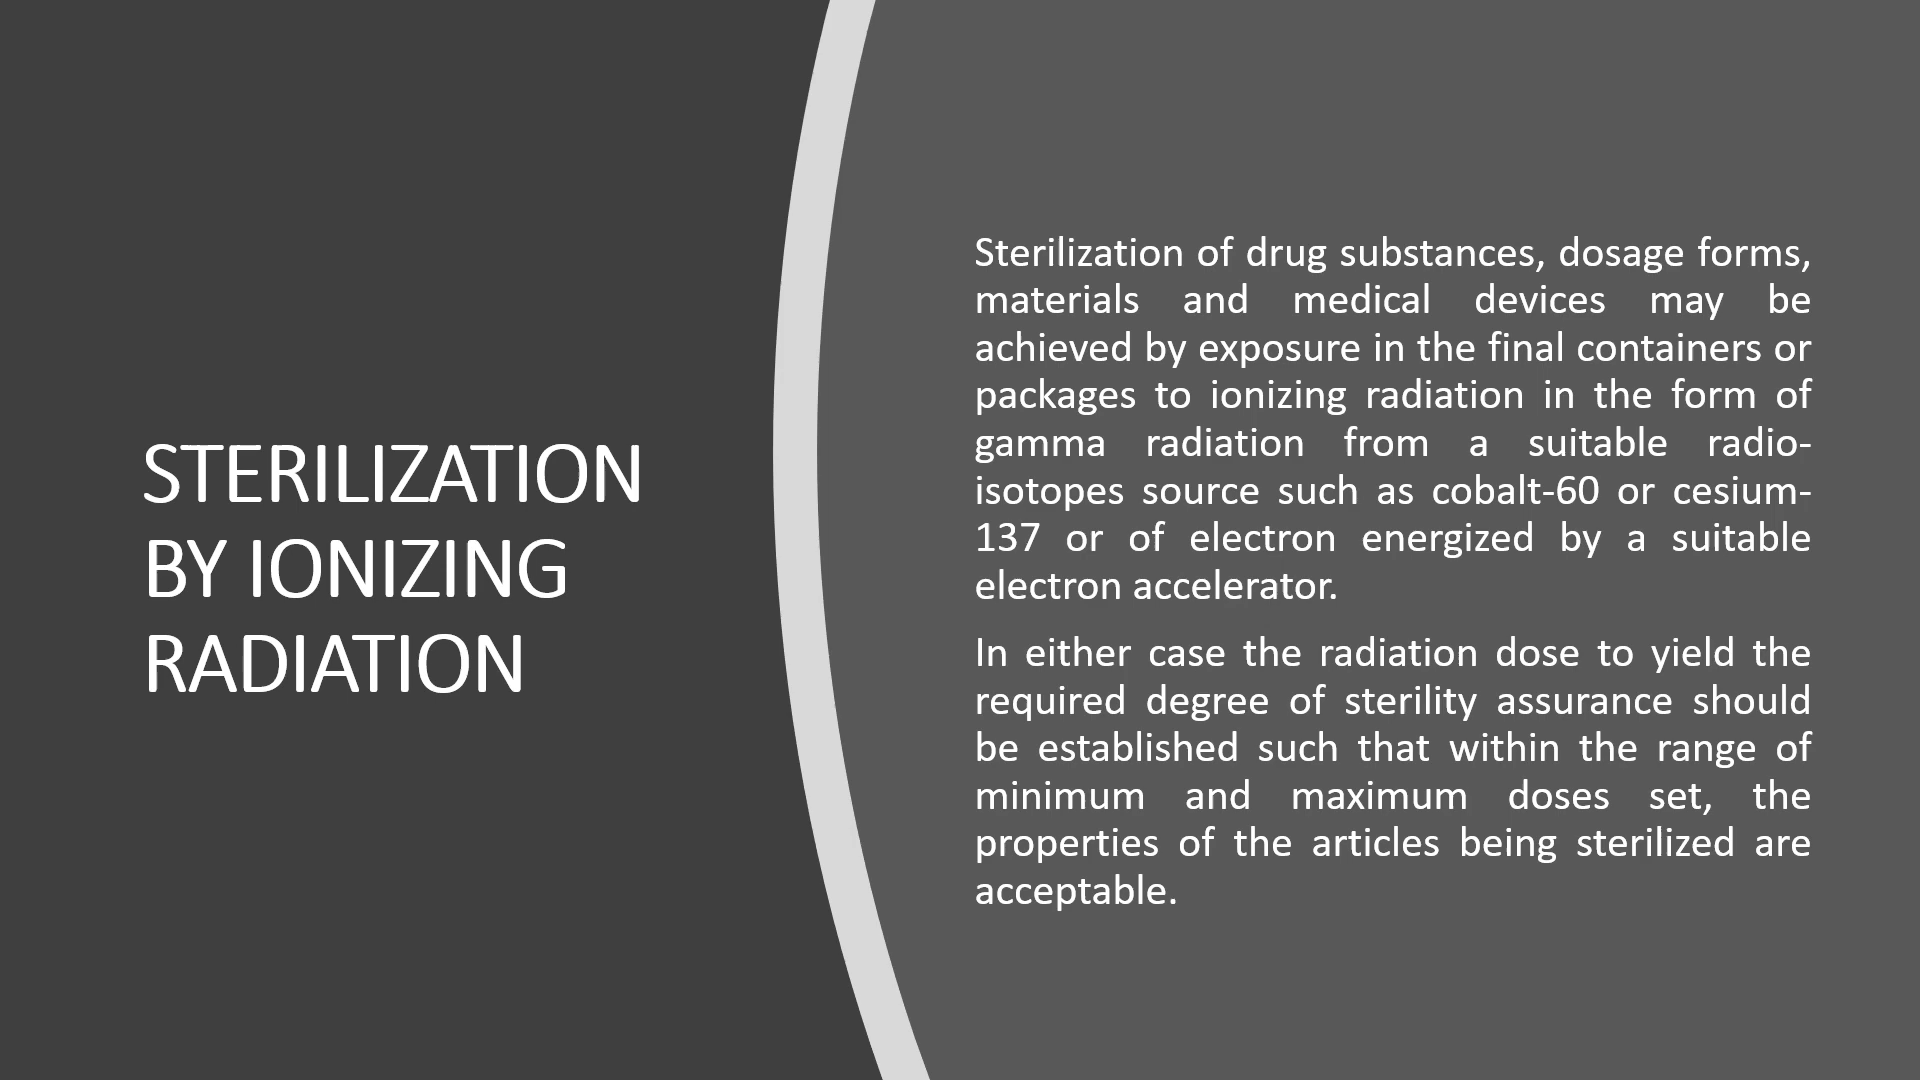 STERILIZATION
BY IONIZING
RADIATION
Sterilization of drug substances, dosage forms,
materials and medical devices may be
achieved by exposure in the final containers or
packages to ionizing radiation in the form of
gamma radiation from a suitable radio-
isotopes source such as cobalt-60 or cesium-
137 or of electron energized by a suitable
electron accelerator.
In either case the radiation dose to yield the
required degree of sterility assurance should
be established such that within the range of
minimum and maximum doses set, the
properties of the articles being sterilized are
acceptable.